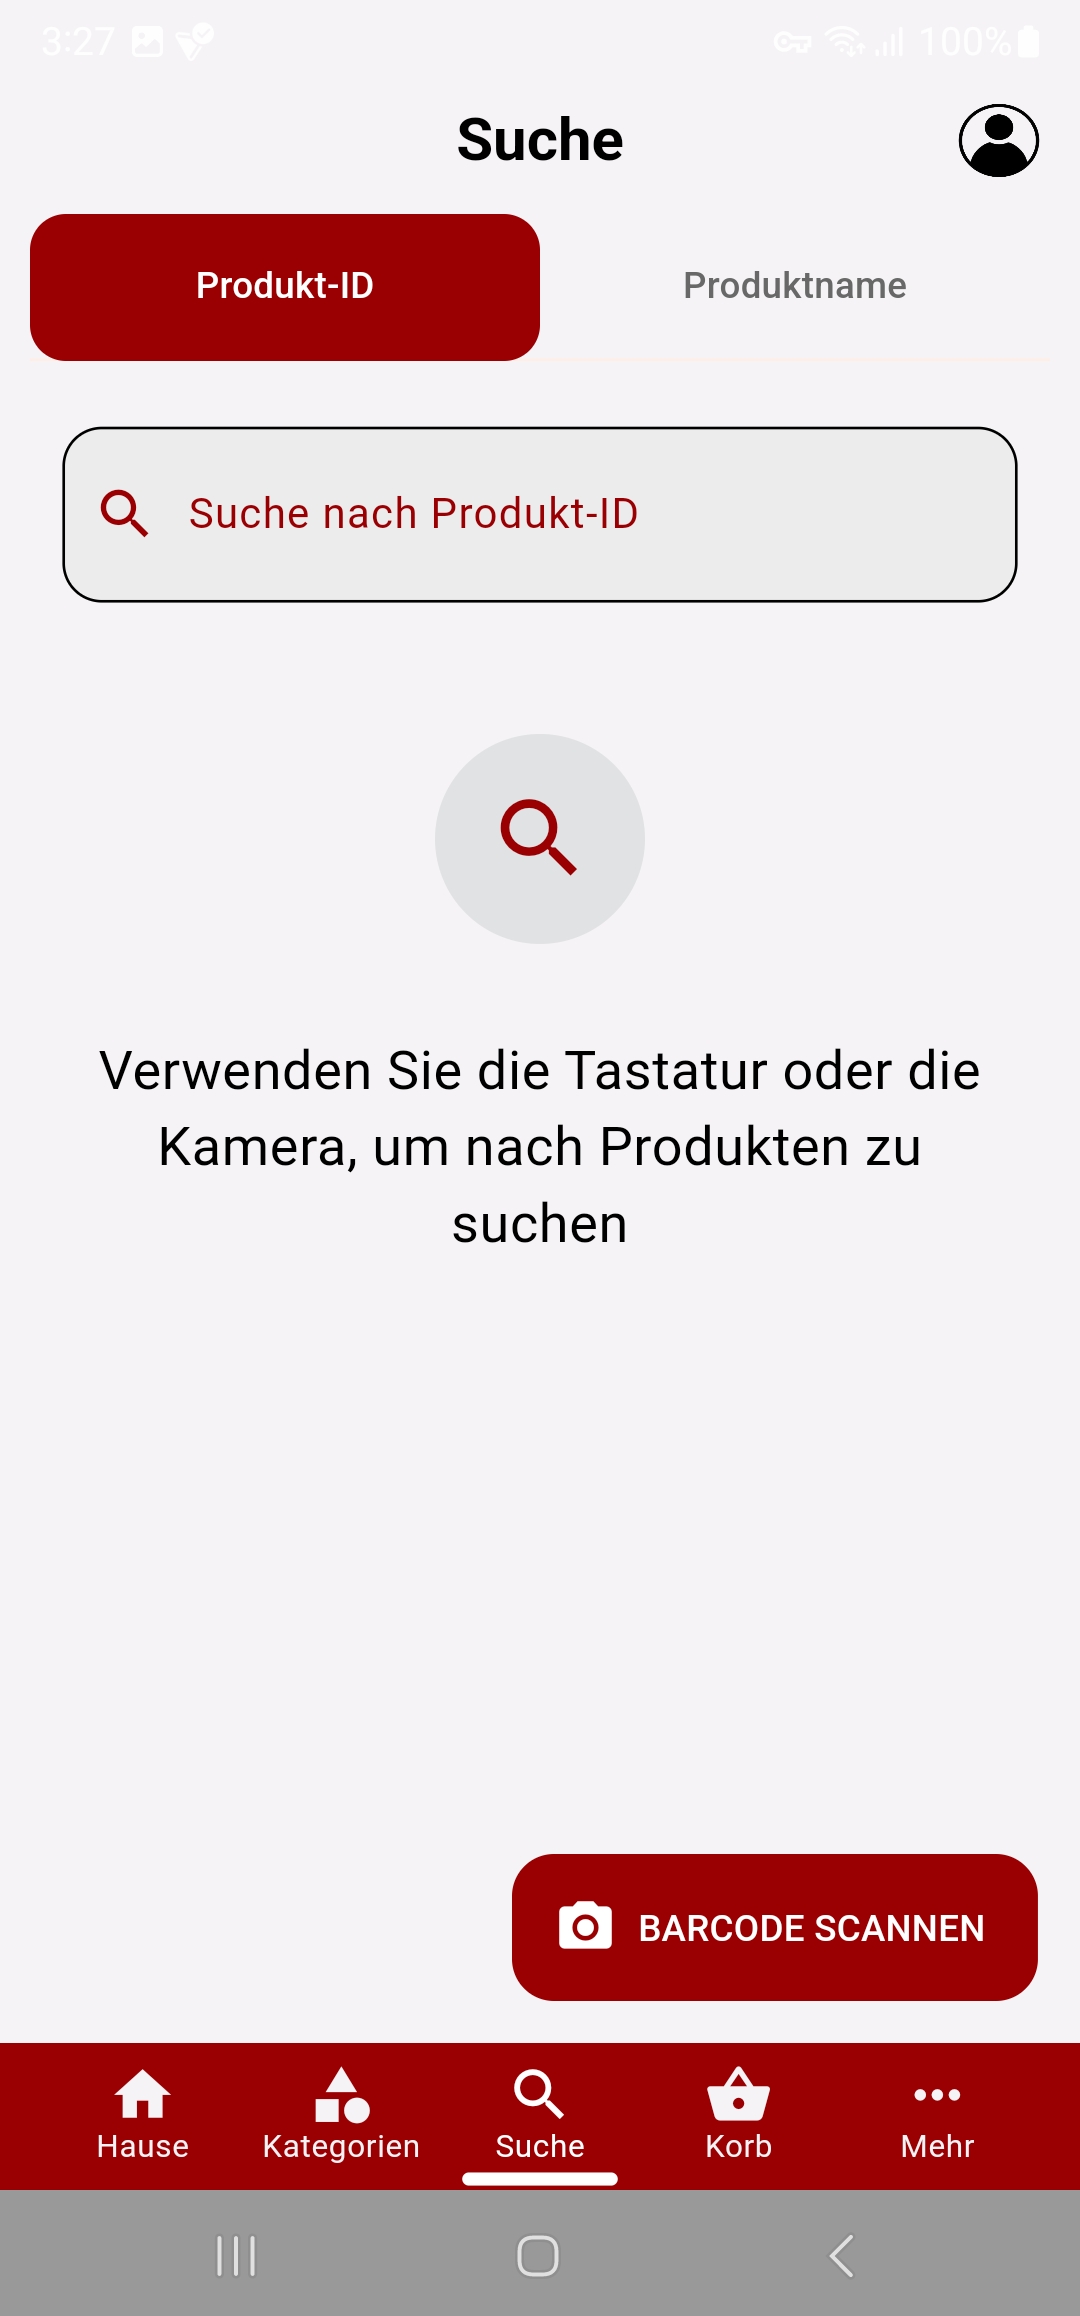 3:27
100%
Suche
Produkt-ID
Produktname
Suche nach Produkt-ID
Verwenden Sie die Tastatur oder die
Kamera, um nach Produkten zu
suchen
BARCODE SCANNEN
Hause
Kategorien
Suche
Korb
Mehr